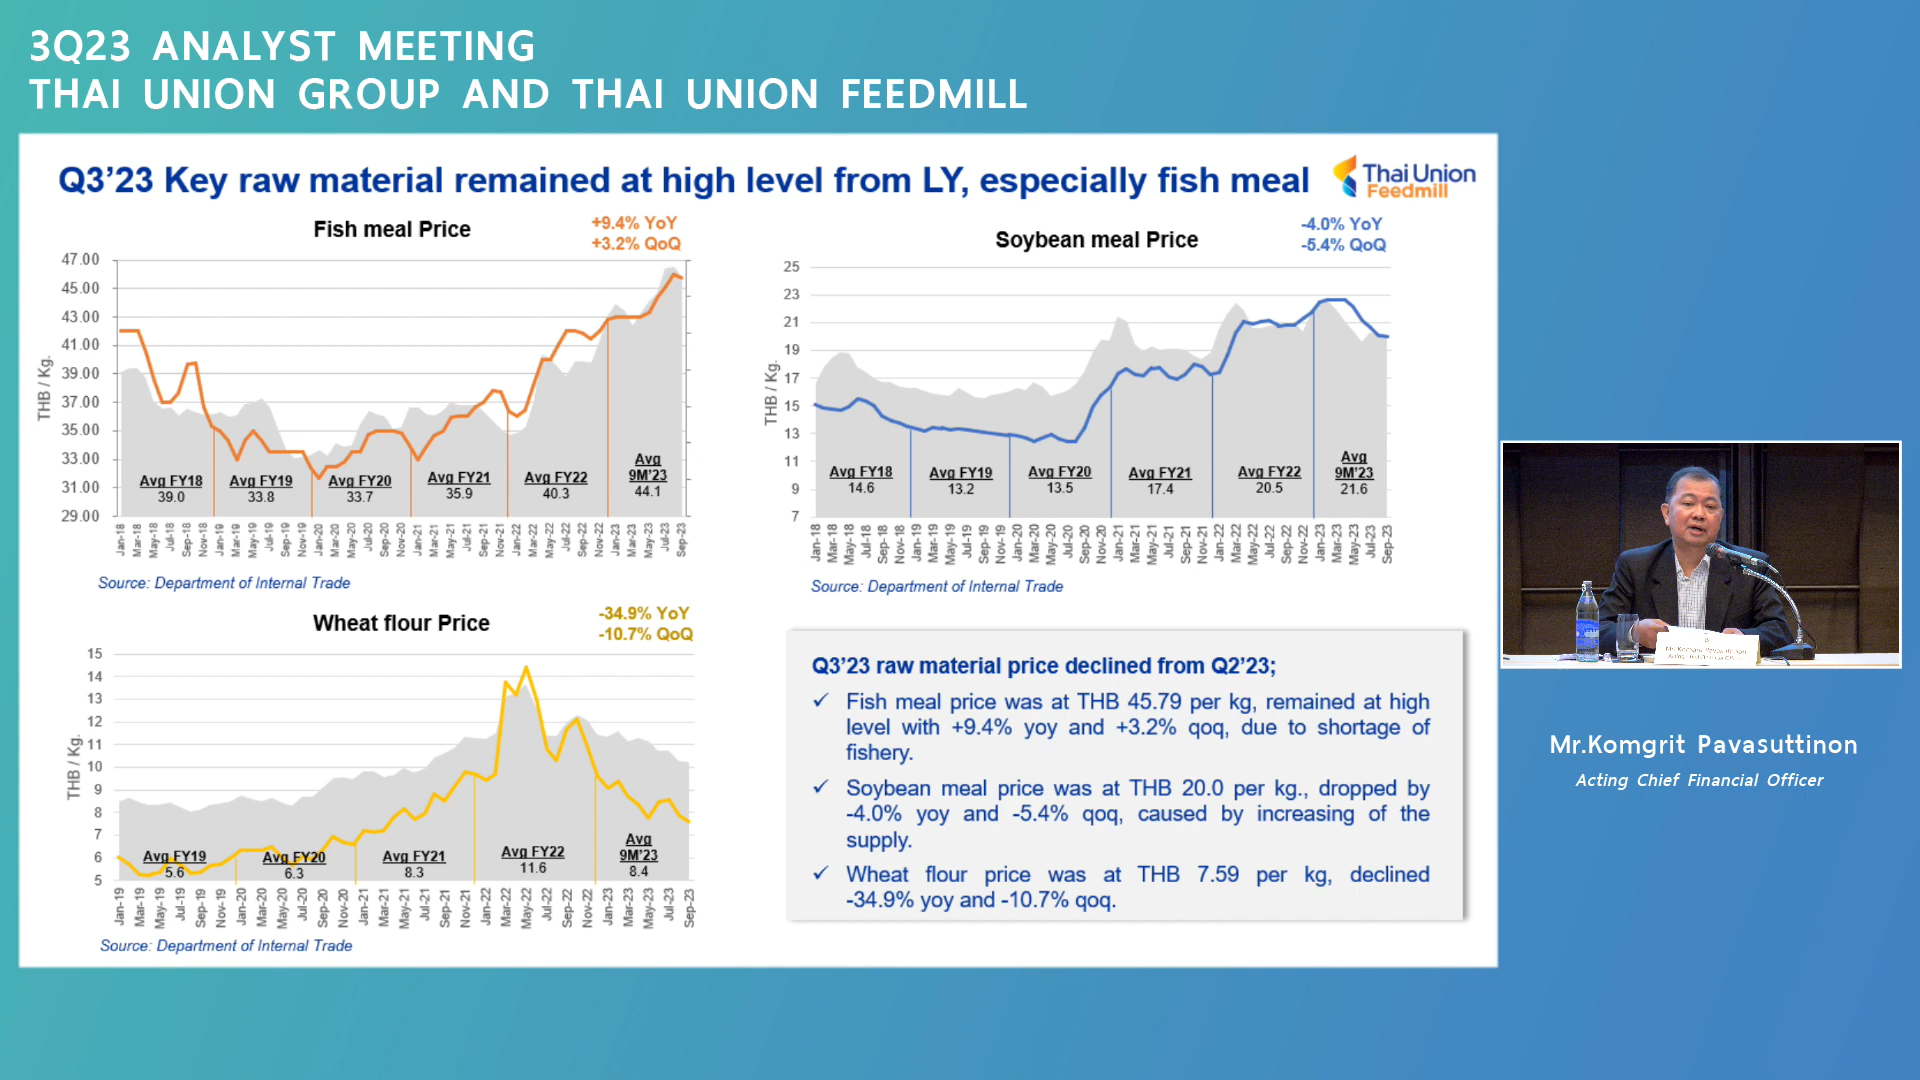 3Q23 ANALYST MEETING
THAI UNION GROUP AND THAI UNION FEEDMILL
Q3'23 Key raw material remained at high level from LY, especially fish meal
Thai Union
Feedmill
Fish meal Price
+9.4% YoY
+3.2% QoQ
47.00
45.00
43.00
41.00
39.00
37.00
35.00
33.00
31.00
29.00
THB / Kg.
Avg FY18
39.0
Avg FY19
33.8
Avg FY20
33.7
Avg FY21
35.9
Avg FY22
40.3
Avg
9M'23
44.1
Jan-18 Mar-18 May-18 Jul-18 Sep-18 Nov-18 Jan-19 Mar-19 May-19 Jul-19 Sep-19 Nov-19 Jan-20 Mar-20 May-20 Jul-20 Sep-20 Nov-20 Jan-21 Mar-21 May-21 Jul-21 Sep-21 Nov-21 Jan-22 Mar-22 May-22 Jul-22 Sep-22 Nov-22 Jan-23 Mar-23 May-23 Jul-23 Sep-23
Source: Department of Internal Trade
Soybean meal Price
-4.0% YoY
-5.4% QoQ
25
23
21
19
17
15
13
11
9
7
THB / Kg.
Avg FY18
14.6
Avg FY19
13.2
Avg FY20
13.5
Avg FY21
17.4
Avg FY22
20.5
Avg
9M'23
21.6
Jan-18 Mar-18 May-18 Jul-18 Sep-18 Nov-18 Jan-19 Mar-19 May-19 Jul-19 Sep-19 Nov-19 Jan-20 Mar-20 May-20 Jul-20 Sep-20 Nov-20 Jan-21 Mar-21 May-21 Jul-21 Sep-21 Nov-21 Jan-22 Mar-22 May-22 Jul-22 Sep-22 Nov-22 Jan-23 Mar-23 May-23 Jul-23 Sep-23
Source: Department of Internal Trade
Wheat flour Price
-34.9% YoY
-10.7% QoQ
15
14
13
12
11
10
9
8
7
6
5
THB / Kg.
Avg FY19
5.6
Avg FY20
6.3
Avg FY21
8.3
Avg FY22
11.6
Avg
9M'23
8.4
Jan-19 Mar-19 May-19 Jul-19 Sep-19 Nov-19 Jan-20 Mar-20 May-20 Jul-20 Sep-20 Nov-20 Jan-21 Mar-21 May-21 Jul-21 Sep-21 Nov-21 Jan-22 Mar-22 May-22 Jul-22 Sep-22 Nov-22 Jan-23 Mar-23 May-23 Jul-23 Sep-23
Source: Department of Internal Trade
Q3'23 raw material price declined from Q2'23;
✓ Fish meal price was at THB 45.79 per kg, remained at high
level with +9.4% yoy and +3.2% qoq, due to shortage of
fishery.
✓ Soybean meal price was at THB 20.0 per kg., dropped by
-4.0% yoy and -5.4% qoq, caused by increasing of the
supply.
✓ Wheat flour price was at THB 7.59 per kg, declined
-34.9% yoy and -10.7% qoq.
Mr.Komgrit Pavasuttinon
Acting Chief Financial Officer